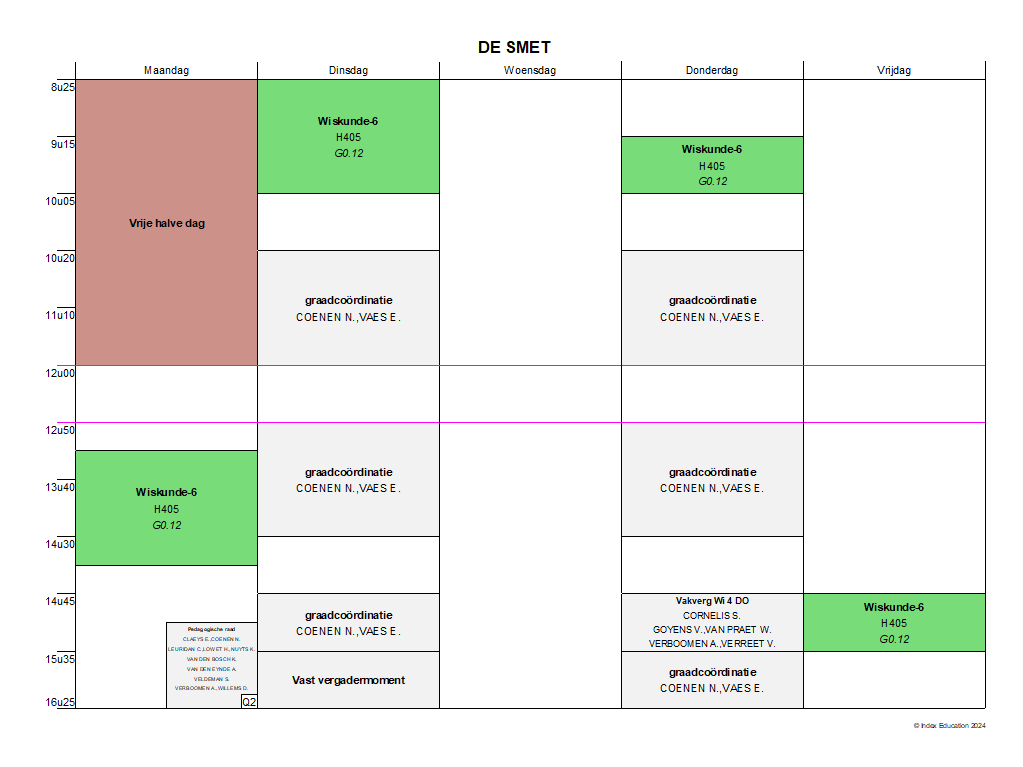 DE SMET
Maandag Dinsdag Woensdag Donderdag Vrijdag
8u25
9u15
10u05
10u20
11u10
12u00
12u50
13u40
14u30
14u45
15u35
16u25
Vrije halve dag
Wiskunde-6
H405
G0.12
Pedagogische raad
CLAEYS E.,COENEN N.
LEURIDAN C.,LOWET H.,NUYTS K.
VAN DEN BOSCH K.
VAN DEN EYNDE A.
VELDEMAN S.
VERBOOMEN A.,WILLEMS D.
Q2
Wiskunde-6
H405
G0.12
graadcoördinatie
COENEN N.,VAES E.
graadcoördinatie
COENEN N.,VAES E.
graadcoördinatie
COENEN N.,VAES E.
Vast vergadermoment
Wiskunde-6
H405
G0.12
graadcoördinatie
COENEN N.,VAES E.
graadcoördinatie
COENEN N.,VAES E.
Vakverg Wi 4 DO
CORNELIS S.
GOYENS V.,VAN PRAET W.
VERBOOMEN A.,VERREET V.
graadcoördinatie
COENEN N.,VAES E.
Wiskunde-6
H405
G0.12
© Index Education 2024